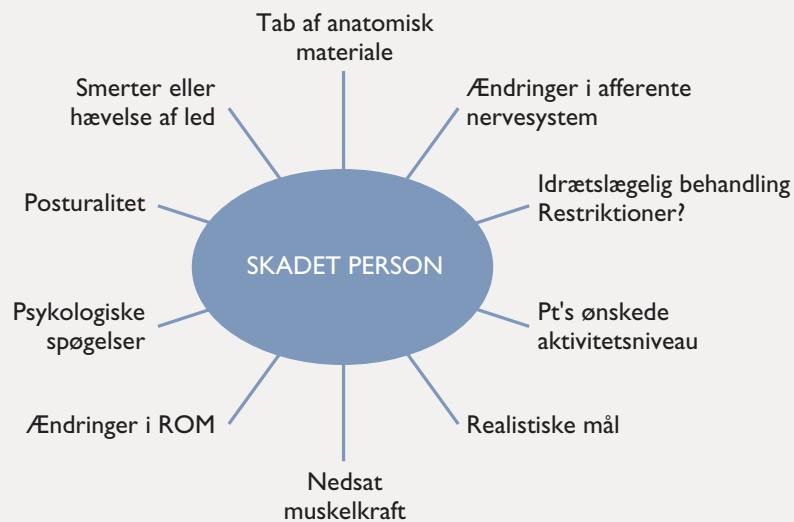 Tab af anatomisk
materiale
Smerter eller
hævelse af led
Ændringer i afferente
nervesystem
Posturalitet
Idrætslægelig behandling
Restriktioner?
SKADET PERSON
Psykologiske
spøgelser
Pt's ønskede
aktivitetsniveau
Ændringer i ROM
Realistiske mål
Nedsat
muskelkraft